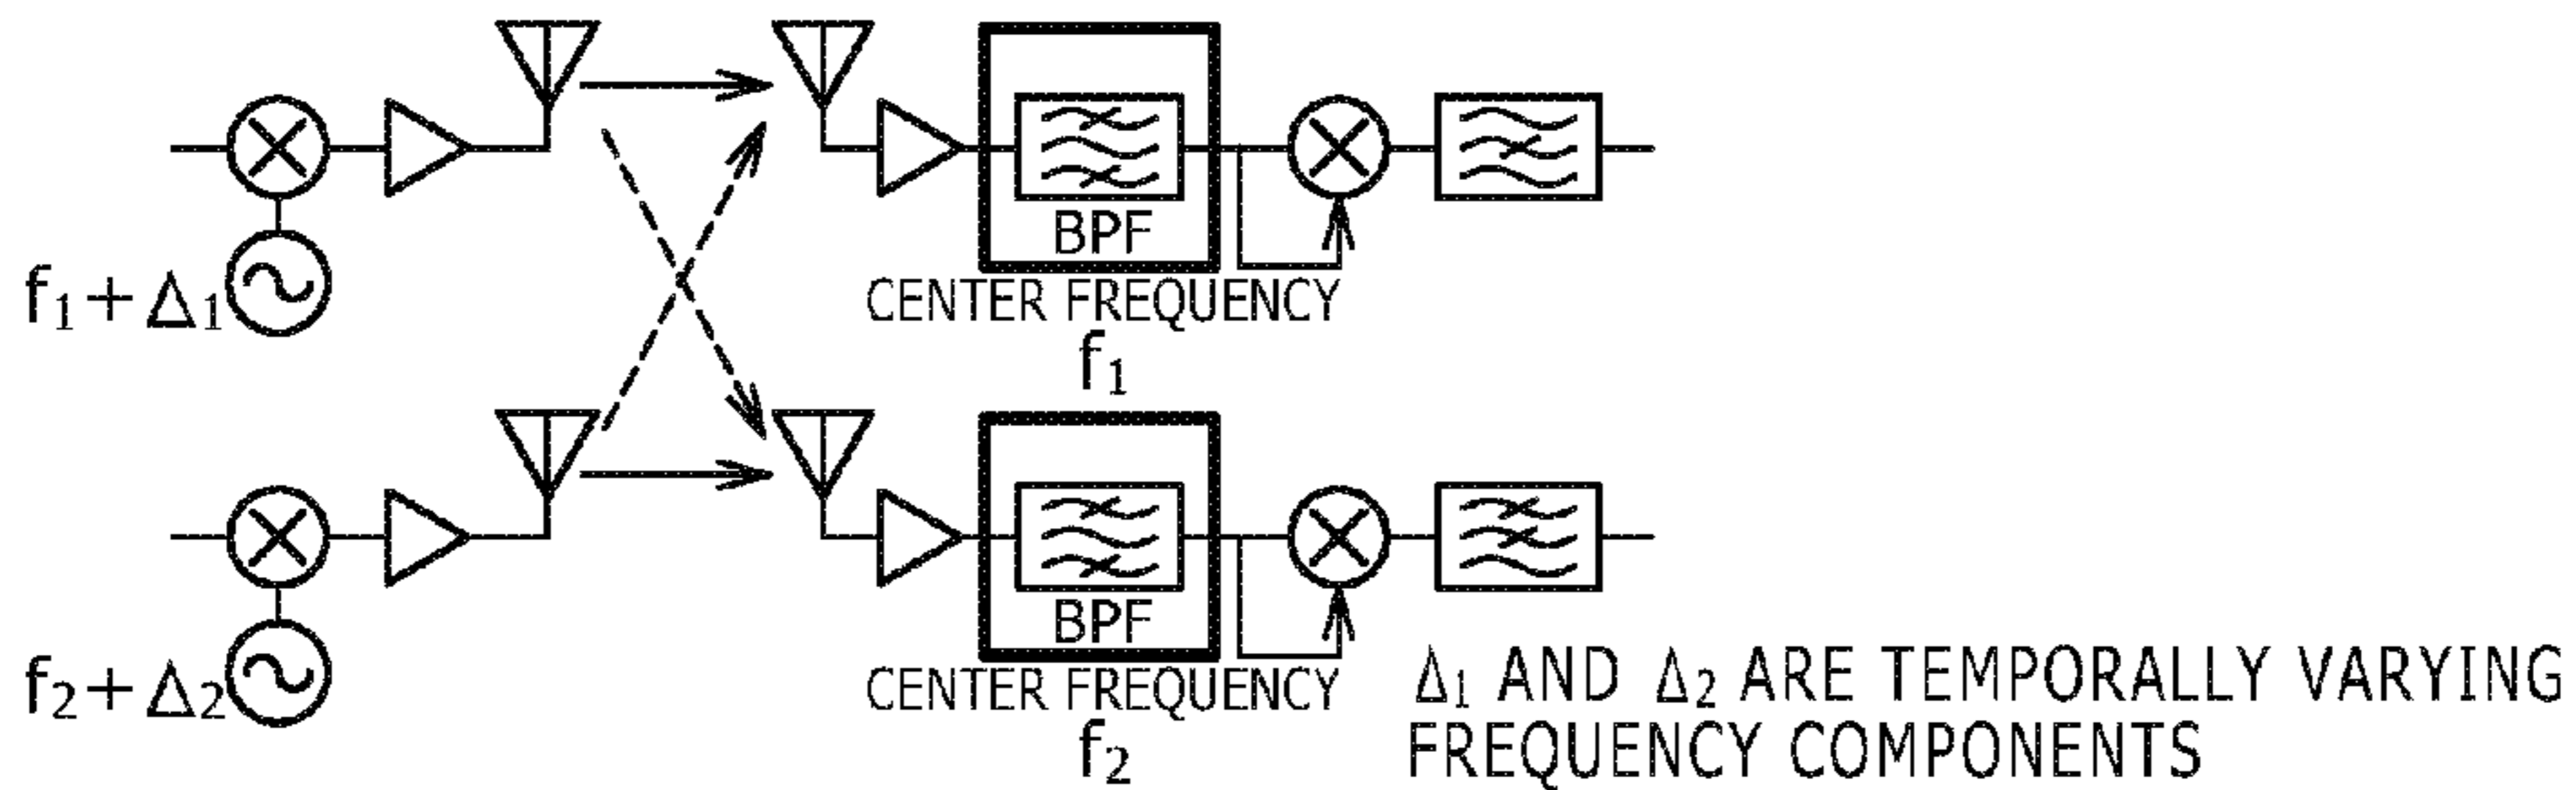 f₁+Δ₁
BPF
CENTER FREQUENCY
f₁
f₂+Δ₂
BPF
CENTER FREQUENCY
f₂
Δ₁ AND Δ₂ ARE TEMPORALLY VARYING
FREQUENCY COMPONENTS